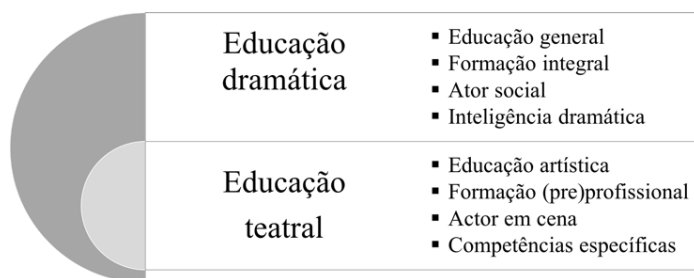 Educação
dramática
▪ Educação general
▪ Formação integral
▪ Ator social
▪ Inteligência dramática
Educação
teatral
▪ Educação artística
▪ Formação (pre)profissional
▪ Actor em cena
▪ Competências específicas